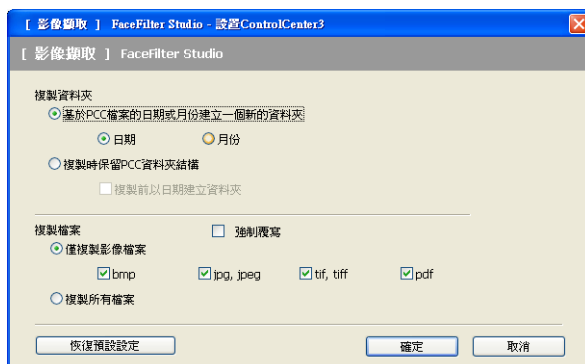 [ 影像擷取 ] FaceFilter Studio - 設置ControlCenter3
[ 影像擷取 ] FaceFilter Studio
複製資料夾
基於PCC檔案的日期或月份建立一個新的資料夾
日期 月份
複製時保留PCC資料夾結構
複製前以日期建立資料夾
複製檔案 強制覆寫
僅複製影像檔案
bmp jpg, jpeg tif, tiff pdf
複製所有檔案
恢復預設設定 確定 取消